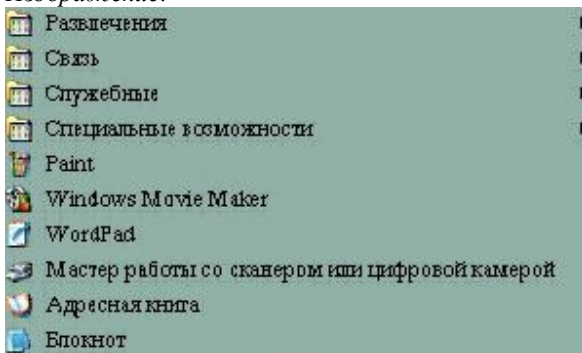 Изображение:
Развлечения
Связь
Служебные
Специальные возможности
Paint
Windows Movie Maker
WordPad
Мастер работы со сканером или цифровой камерой
Адресная книга
Блокнот